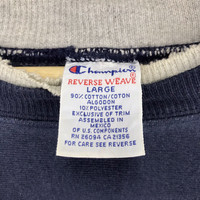 Champion
REVERSE WEAVE
LARGE
90% COTTON/COTON
ALGODON
10% POLYESTER
EXCLUSIVE OF TRIM
ASSEMBLED IN
MEXICO
OF U.S. COMPONENTS
RN 26094 CA 21356
FOR CARE SEE REVERSE